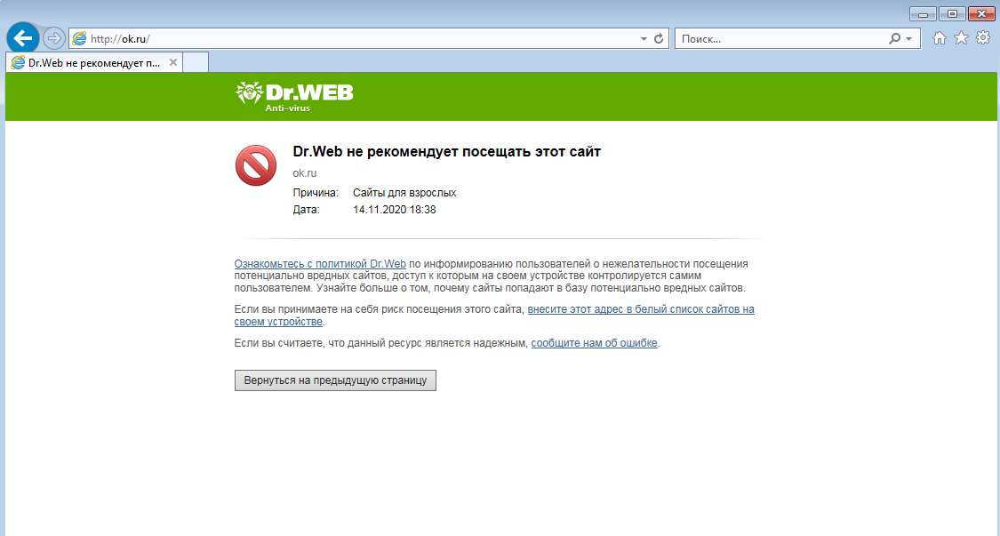 http://ok.ru/
Поиск...
Dr.Web не рекомендует п...
Dr.WEB
Anti-virus
Dr.Web не рекомендует посещать этот сайт
ok.ru
Причина: Сайты для взрослых
Дата: 14.11.2020 18:38
Ознакомьтесь с политикой Dr.Web по информированию пользователей о нежелательности посещения
потенциально вредных сайтов, доступ к которым на своем устройстве контролируется самим
пользователем. Узнайте больше о том, почему сайты попадают в базу потенциально вредных сайтов.
Если вы принимаете на себя риск посещения этого сайта, внесите этот адрес в белый список сайтов на
своем устройстве.
Если вы считаете, что данный ресурс является надежным, сообщите нам об ошибке.
Вернуться на предыдущую страницу